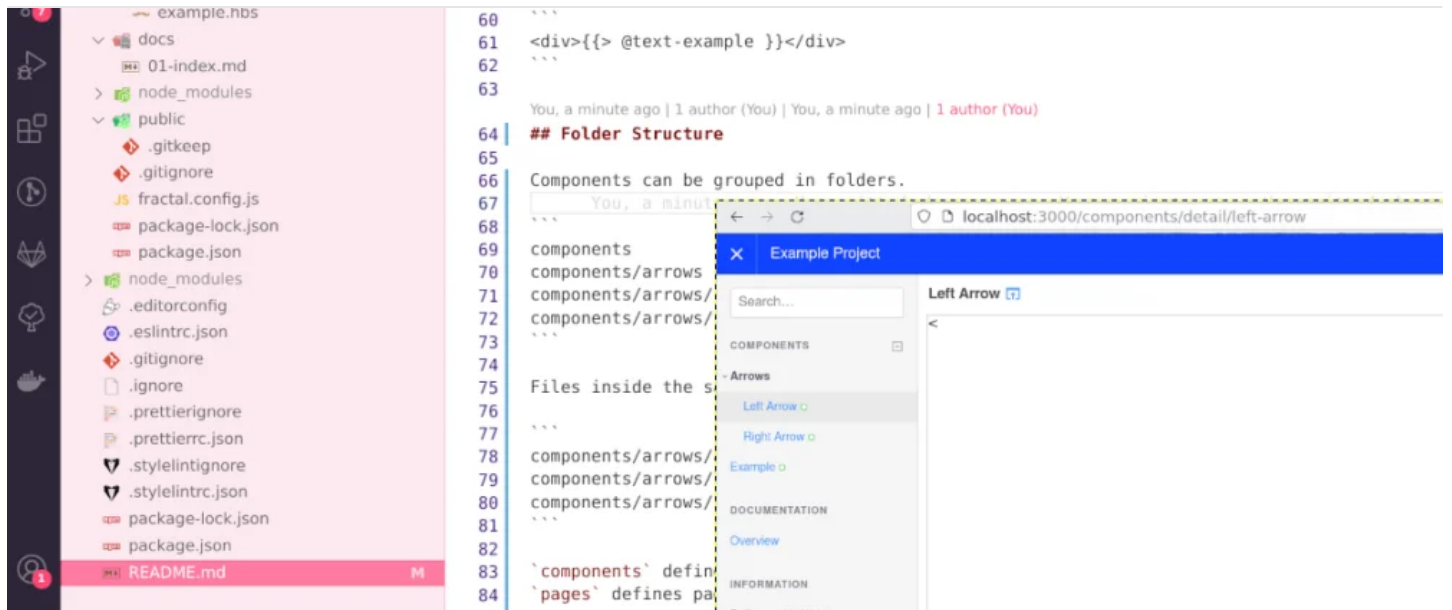 7
example.hbs
docs
01-index.md
node_modules
public
.gitkeep
.gitignore
JS fractal.config.js
package-lock.json
package.json
node_modules
.editorconfig
.eslintrc.json
.gitignore
.ignore
.prettierignore
.prettierrc.json
.stylelintignore
.stylelintrc.json
package-lock.json
package.json
README.md M
1
60 ```
61 <div>{{> @text-example }}</div>
62 ```
63
You, a minute ago | 1 author (You) | You, a minute ago | 1 author (You)
64 ## Folder Structure
65
66 Components can be grouped in folders.
67 You, a minut
68 ```
69 components
70 components/arrows
71 components/arrows/
72 components/arrows/
73 ```
74
75 Files inside the s
76
77 ```
78 components/arrows/
79 components/arrows/
80 components/arrows/
81 ```
82
83 `components` defin
84 `pages` defines pa
localhost:3000/components/detail/left-arrow
Example Project
Search...
COMPONENTS
Arrows
Left Arrow
Right Arrow
Example
DOCUMENTATION
Overview
INFORMATION
Left Arrow
<